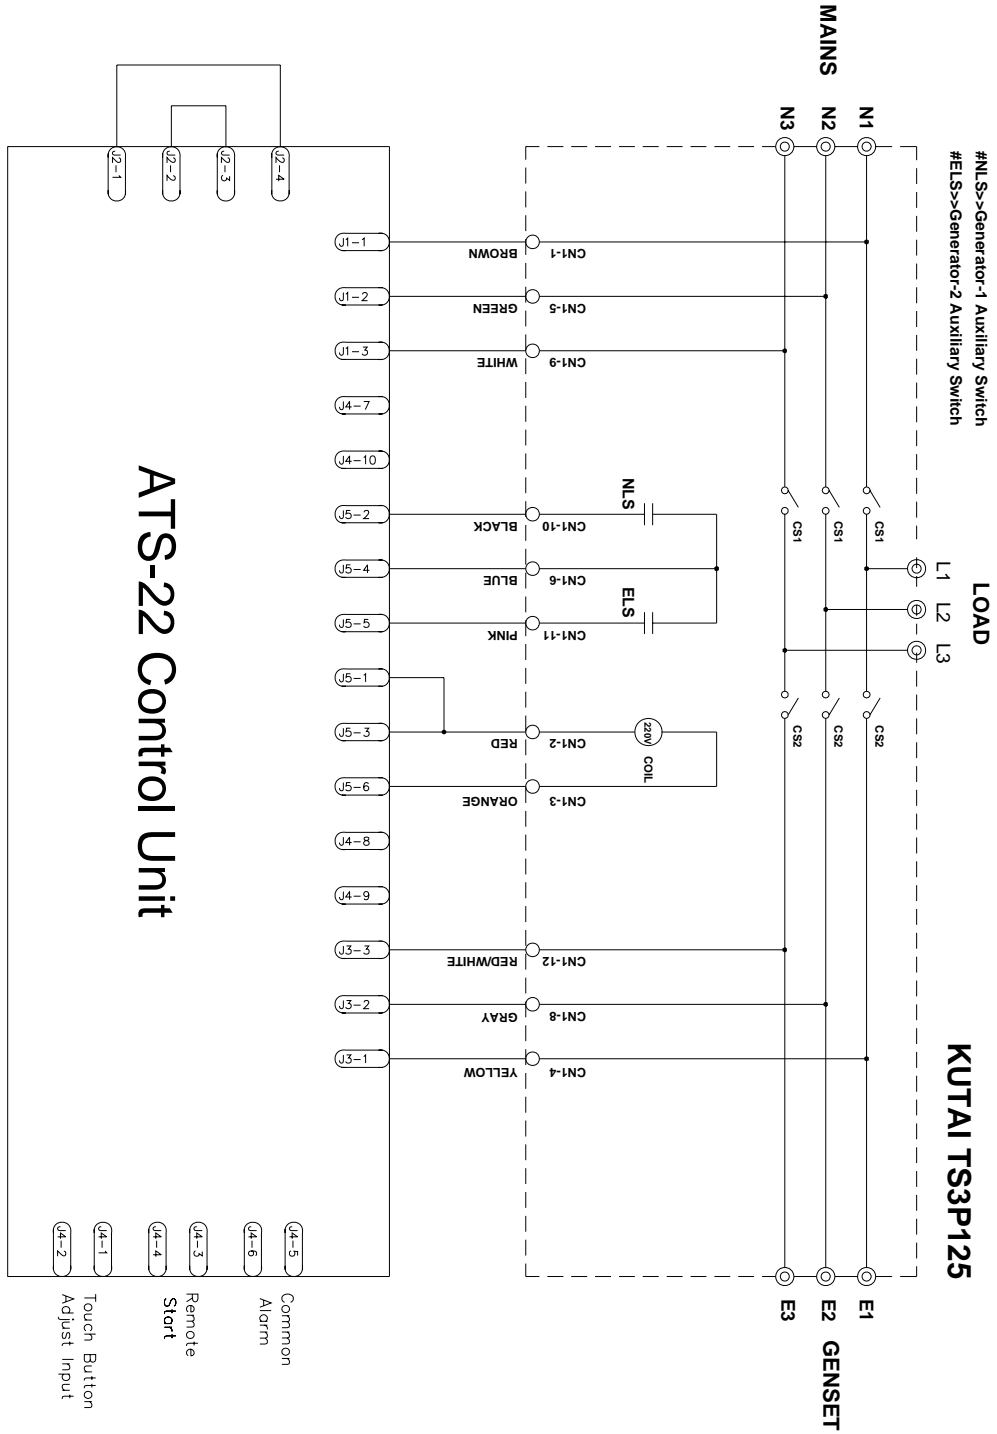 KUTAI TS3P125
#NLS>>Generator-1 Auxiliary Switch
#ELS>>Generator-2 Auxiliary Switch
LOAD
L1
L2
L3
MAINS
N1
N2
N3
CS1
CS1
CS1
CS2
CS2
CS2
E1
E2
E3
GENSET
NLS
ELS
220V
COIL
CN1-1
CN1-5
CN1-9
CN1-10
CN1-6
CN1-11
CN1-2
CN1-3
CN1-12
CN1-8
CN1-4
BROWN
GREEN
WHITE
BLACK
BLUE
PINK
RED
ORANGE
RED/WHITE
GRAY
YELLOW
J1-1
J1-2
J1-3
J4-7
J4-10
J5-2
J5-4
J5-5
J5-1
J5-3
J5-6
J4-8
J4-9
J3-3
J3-2
J3-1
J2-4
J2-3
J2-2
J2-1
ATS-22 Control Unit
J4-5
J4-6
J4-3
J4-4
J4-1
J4-2
Common
Alarm
Remote
Start
Touch Button
Adjust Input